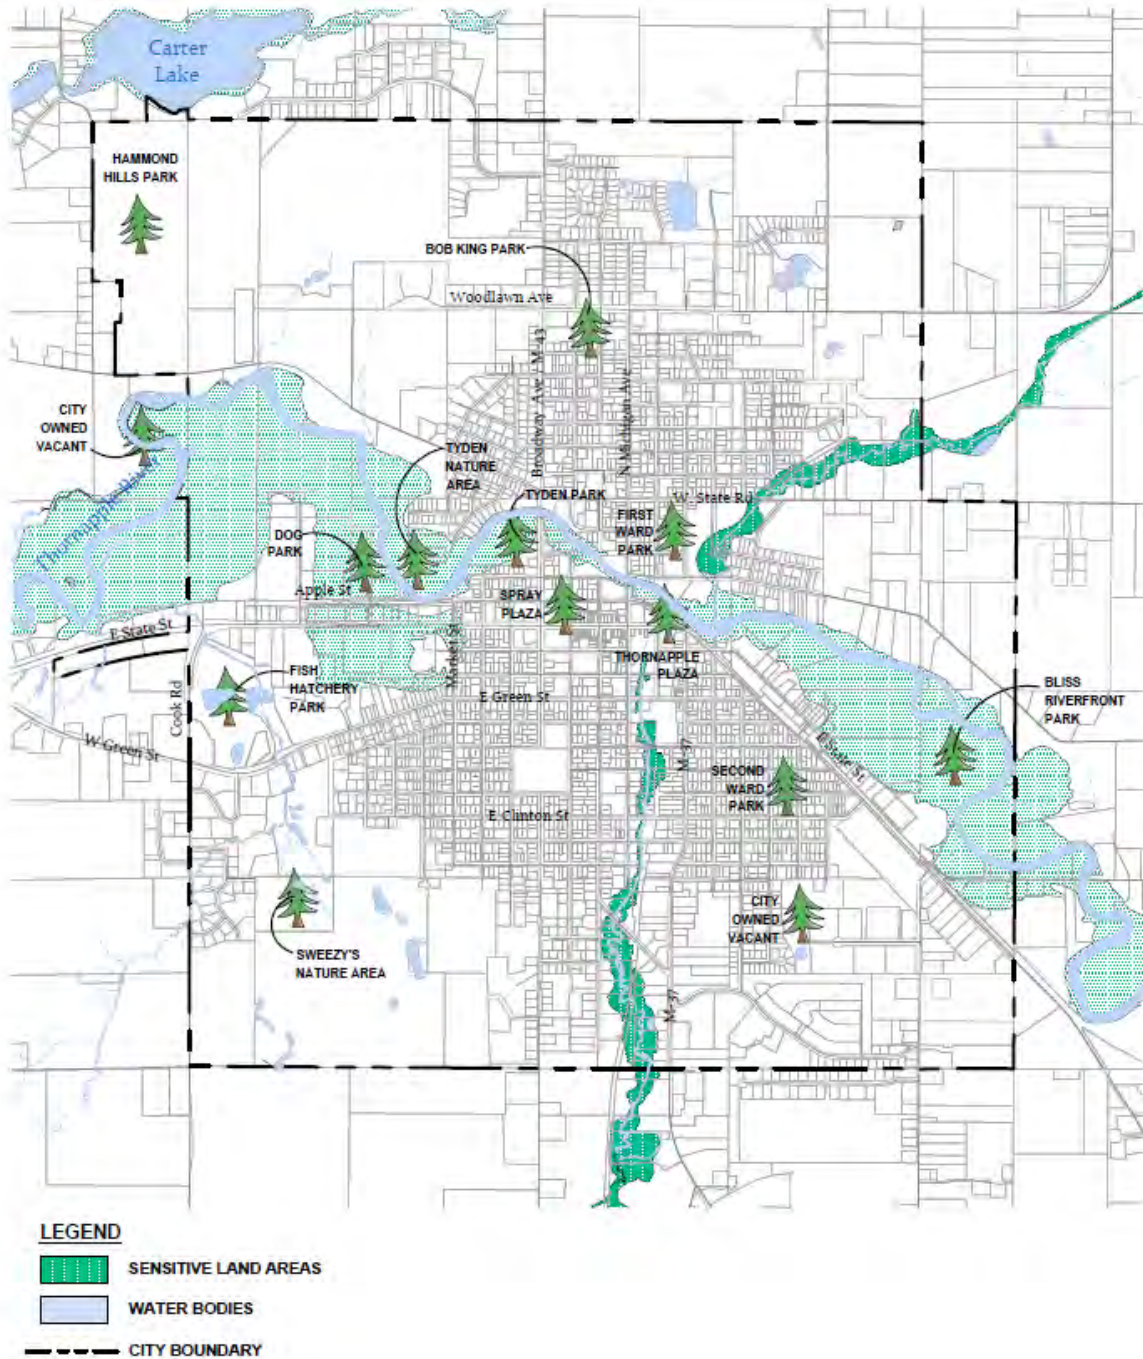 Carter
Lake
HAMMOND
HILLS PARK
BOB KING PARK
Woodlawn Ave
Broadway Ave / M 43
N Michigan Ave
CITY
OWNED
VACANT
Thornapple River
TYDEN
NATURE
AREA
TYDEN PARK
W. State Rd
FIRST
WARD
PARK
DOG
PARK
Apple St
SPRAY
PLAZA
E State St
Market St
THORNAPPLE
PLAZA
FISH
HATCHERY
PARK
E Green St
Cook Rd
W Green St
BLISS
RIVERFRONT
PARK
M-37
E State St
SECOND
WARD
PARK
E Clinton St
CITY
OWNED
VACANT
SWEEZY'S
NATURE AREA
M-37
LEGEND
SENSITIVE LAND AREAS
WATER BODIES
CITY BOUNDARY